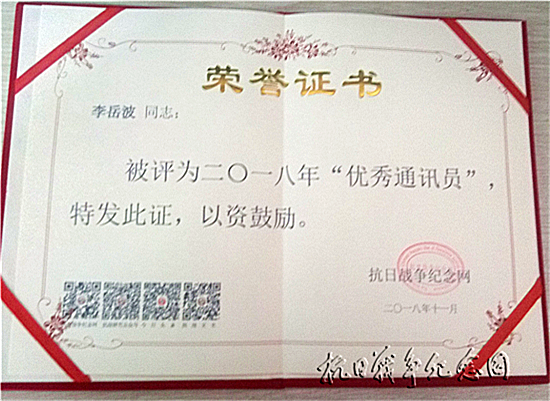 荣誉证书
李岳波 同志：
被评为二〇一八年“优秀通讯员”，
特发此证，以资鼓励。
抗日战争纪念网
二〇一八年十一月
抗日战争纪念网